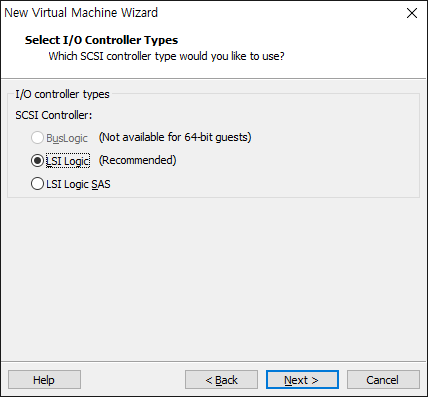 New Virtual Machine Wizard
Select I/O Controller Types
Which SCSI controller type would you like to use?
I/O controller types
SCSI Controller:
BusLogic (Not available for 64-bit guests)
LSI Logic (Recommended)
LSI Logic SAS
Help < Back Next > Cancel